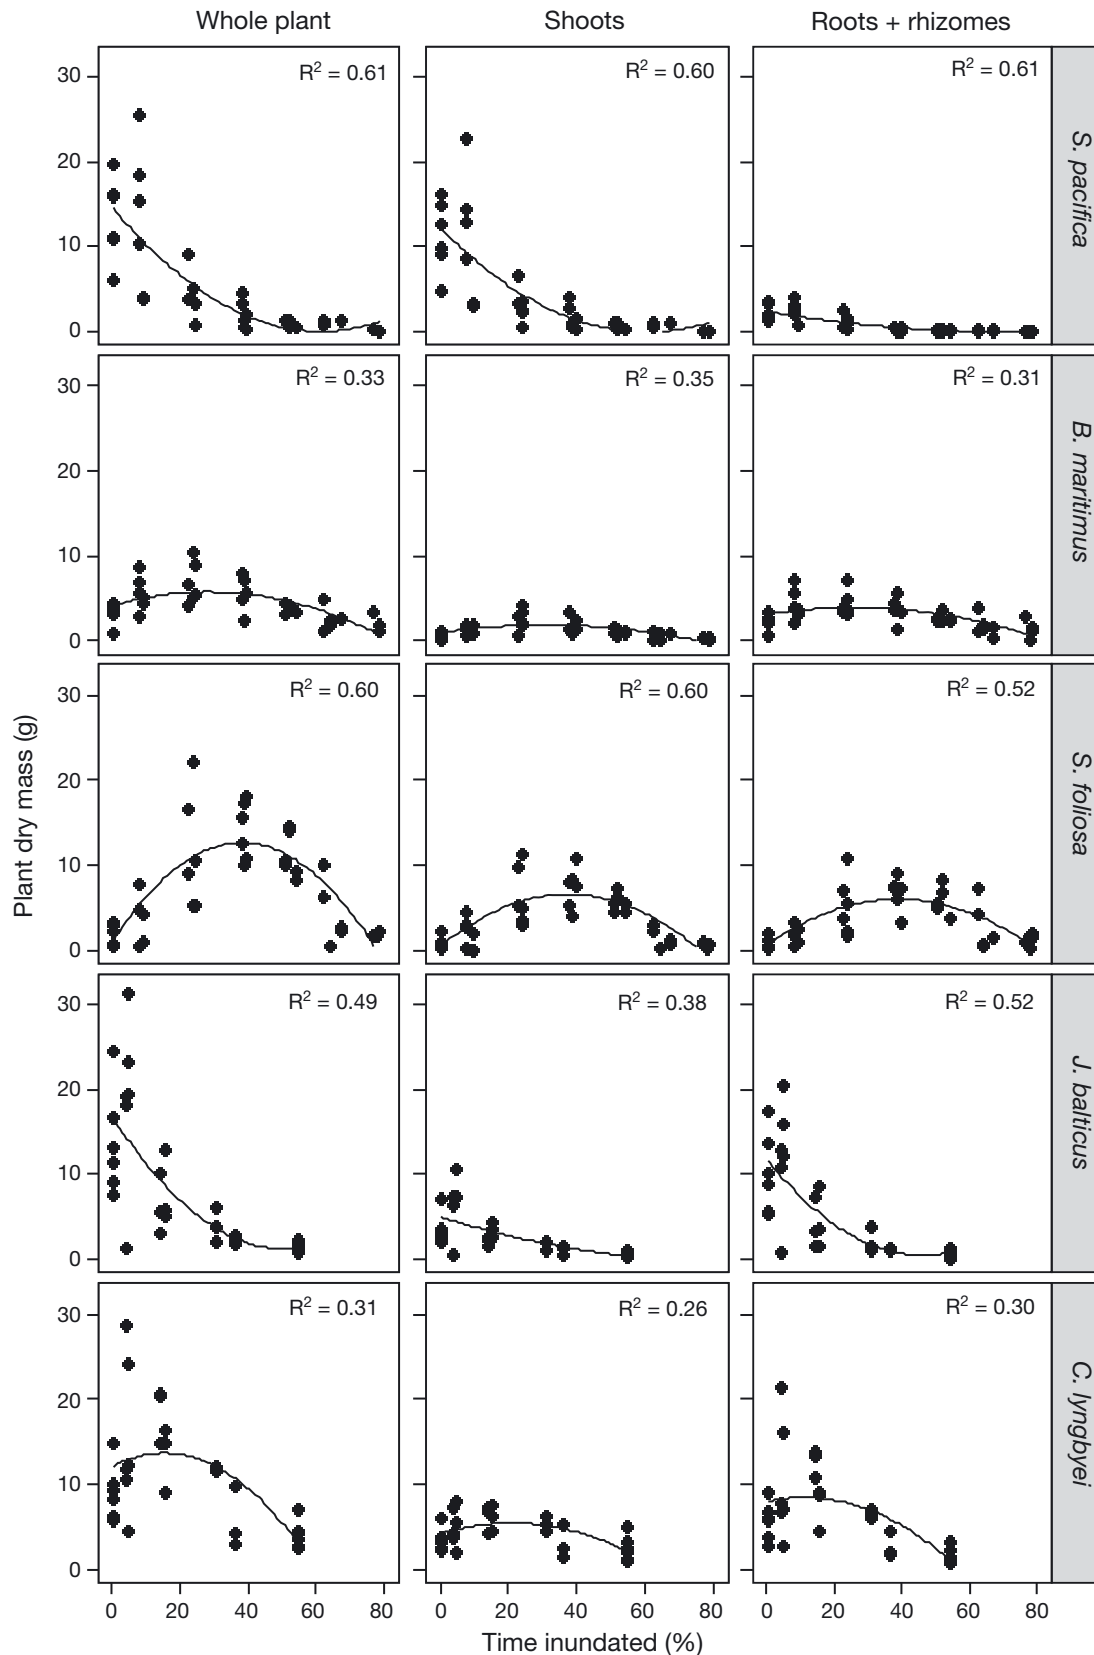 Whole plant Shoots Roots + rhizomes
30 R² = 0.61 R² = 0.60 R² = 0.61 S. pacifica
20
10
0
30 R² = 0.33 R² = 0.35 R² = 0.31 B. maritimus
20
10
0
Plant dry mass (g)
30 R² = 0.60 R² = 0.60 R² = 0.52 S. foliosa
20
10
0
30 R² = 0.49 R² = 0.38 R² = 0.52 J. balticus
20
10
0
30 R² = 0.31 R² = 0.26 R² = 0.30 C. lyngbyei
20
10
0
0 20 40 60 80 0 20 40 60 80 0 20 40 60 80
Time inundated (%)